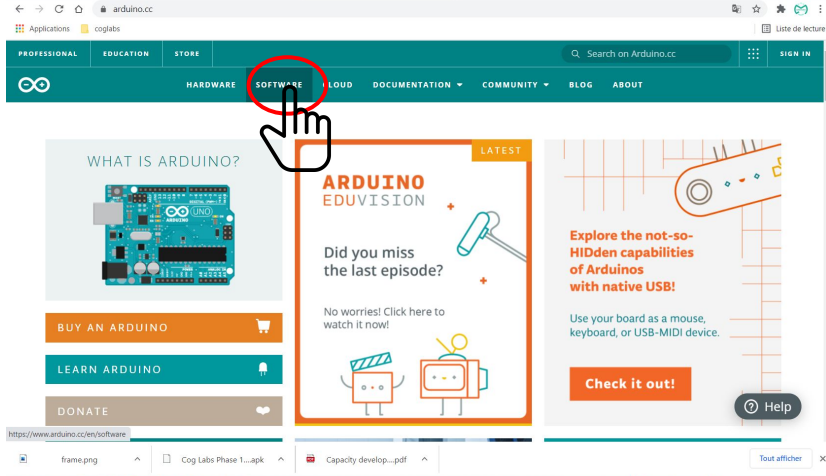 arduino.cc
Applications
coglabs
Liste de lecture
PROFESSIONAL EDUCATION STORE
Search on Arduino.cc
SIGN IN
HARDWARE SOFTWARE CLOUD DOCUMENTATION COMMUNITY BLOG ABOUT
WHAT IS ARDUINO?
UNO
ARDUINO
BUY AN ARDUINO
LEARN ARDUINO
DONATE
LATEST
ARDUINO
EDUVISION
Did you miss
the last episode?
No worries! Click here to
watch it now!
Explore the not-so-
HIDden capabilities
of Arduinos
with native USB!
Use your board as a mouse,
keyboard, or USB-MIDI device.
Check it out!
Help
https://www.arduino.cc/en/software
frame.png
Cog Labs Phase 1....apk
Capacity develop....pdf
Tout afficher